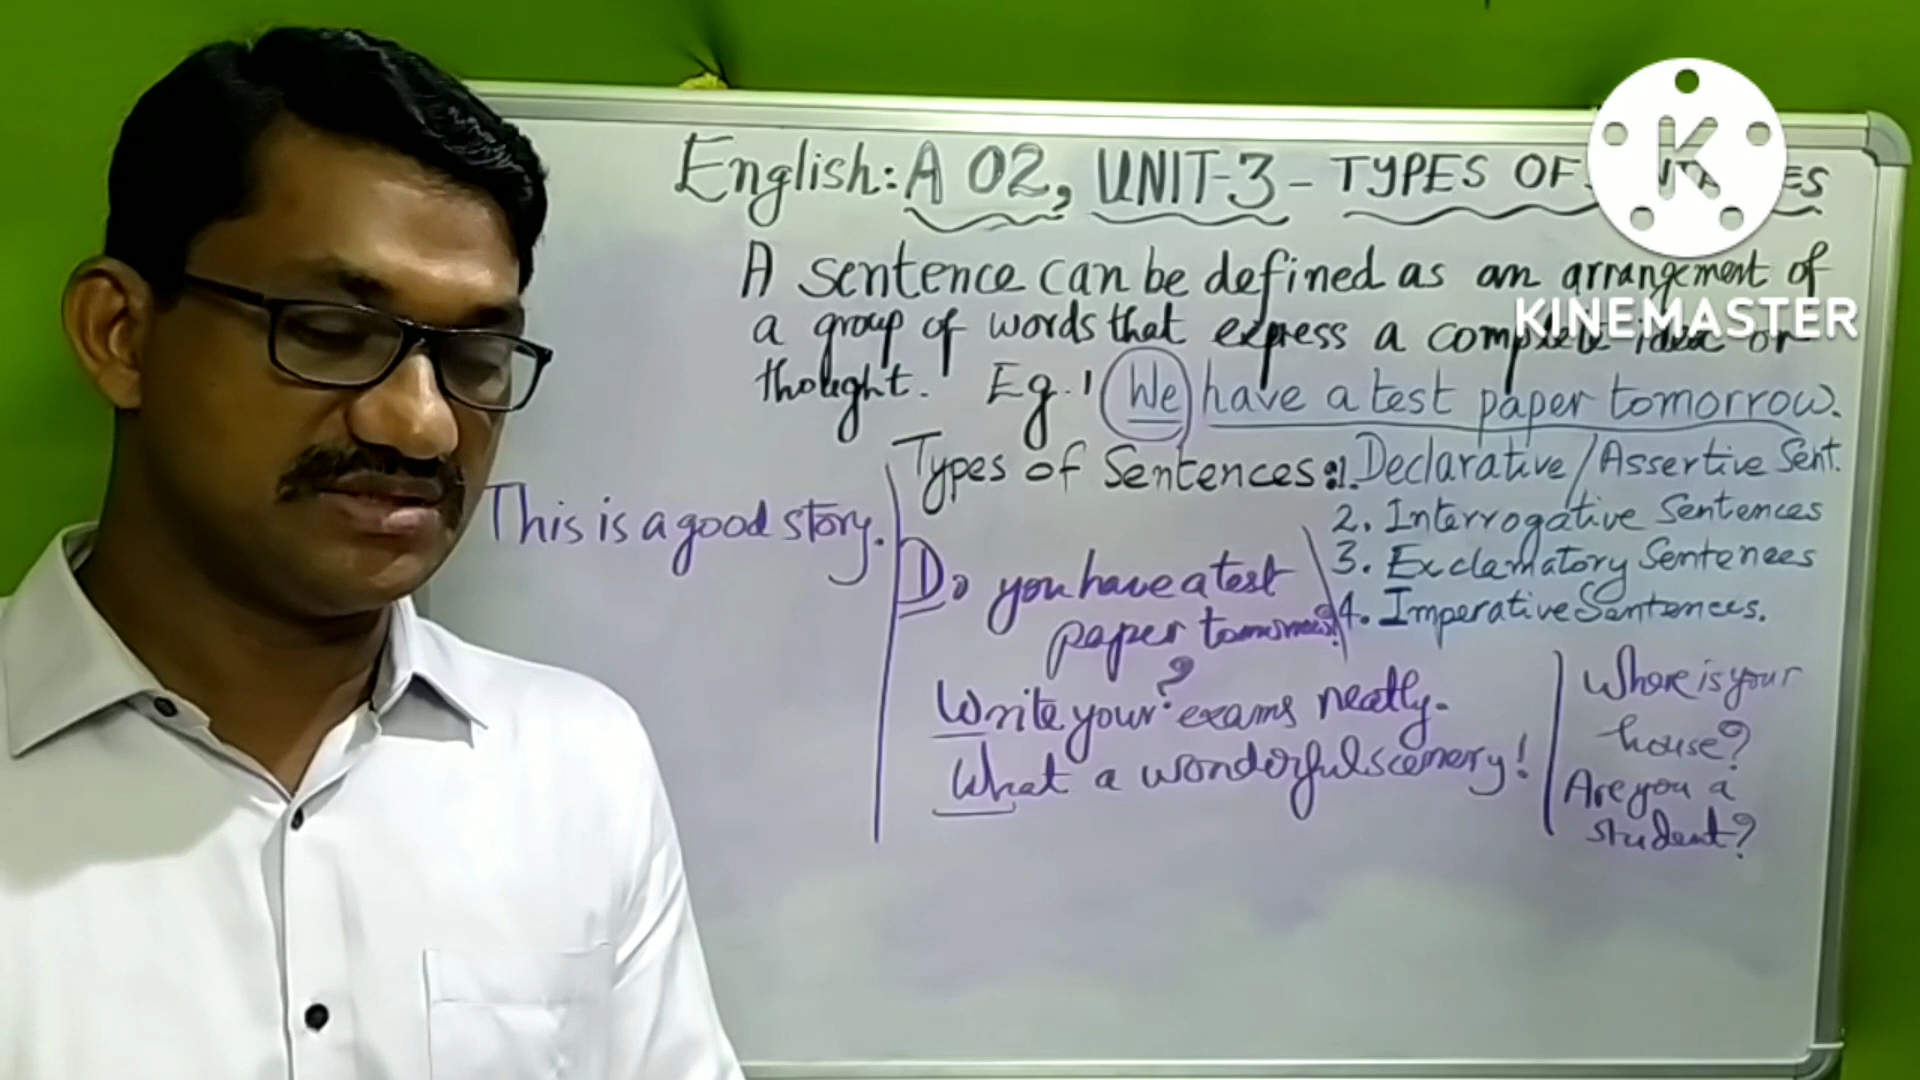 English: A 02, UNIT-3 - TYPES OF
A sentence can be defined as an arrangement of
a group of words that express a complete idea or
thought. Eg. 1 We have a test paper tomorrow.
Types of Sentences: 1. Declarative/Assertive Sent.
2. Interrogative Sentences
3. Exclamatory Sentences
4. Imperative Sentences.
This is a good story.
Do you have a test
paper tomorrow?
?
Write your exams neatly.
What a wonderful scenery!
Where is your
house?
Are you a
student?
K
KINEMASTER